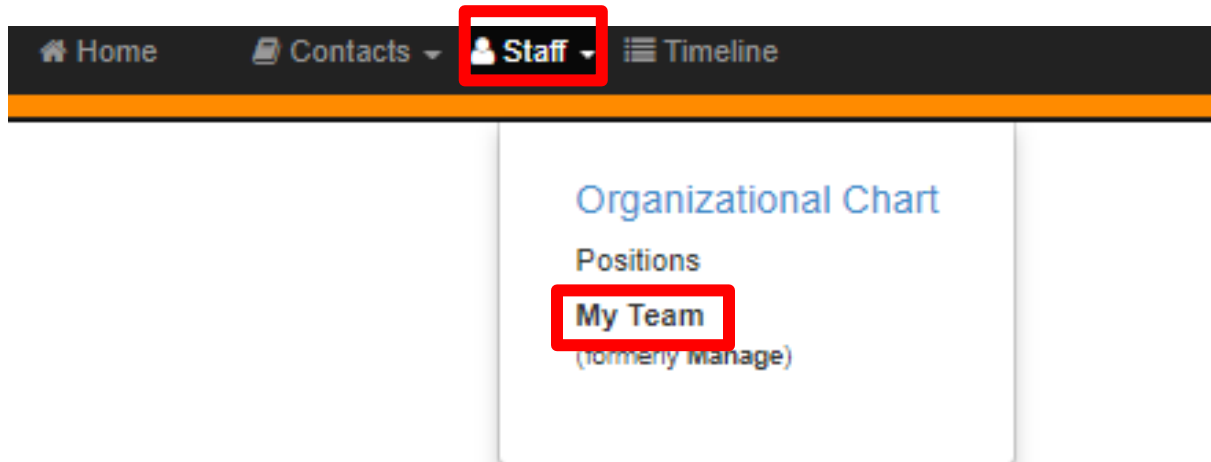 Home Contacts Staff Timeline
Organizational Chart
Positions
My Team
(formerly Manage)